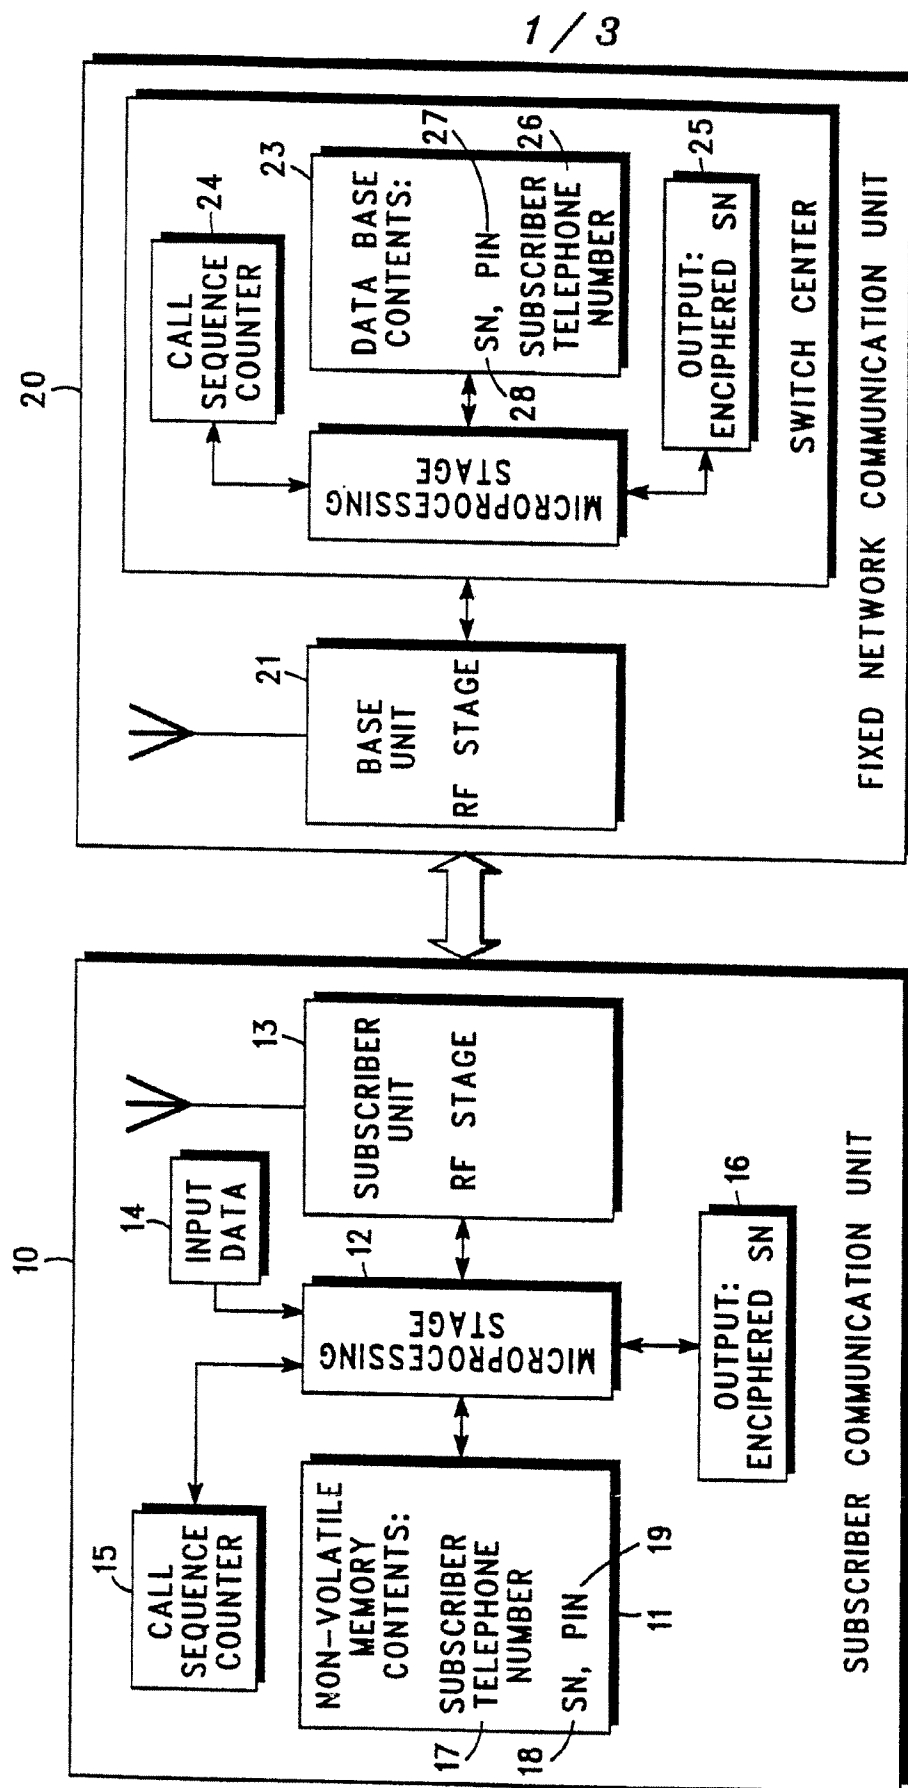 1/3
10
15
CALL
SEQUENCE
COUNTER
14
INPUT
DATA
NON-VOLATILE
MEMORY
CONTENTS:
SUBSCRIBER
TELEPHONE
NUMBER
17
SN, PIN
18
19
11
12
MICROPROCESSING
STAGE
13
SUBSCRIBER
UNIT
RF STAGE
16
OUTPUT:
ENCIPHERED SN
SUBSCRIBER COMMUNICATION UNIT
20
21
BASE
UNIT
RF STAGE
24
CALL
SEQUENCE
COUNTER
MICROPROCESSING
STAGE
23
DATA BASE
CONTENTS:
SN, PIN
28
27
SUBSCRIBER
TELEPHONE
NUMBER
26
25
OUTPUT:
ENCIPHERED SN
SWITCH CENTER
FIXED NETWORK COMMUNICATION UNIT